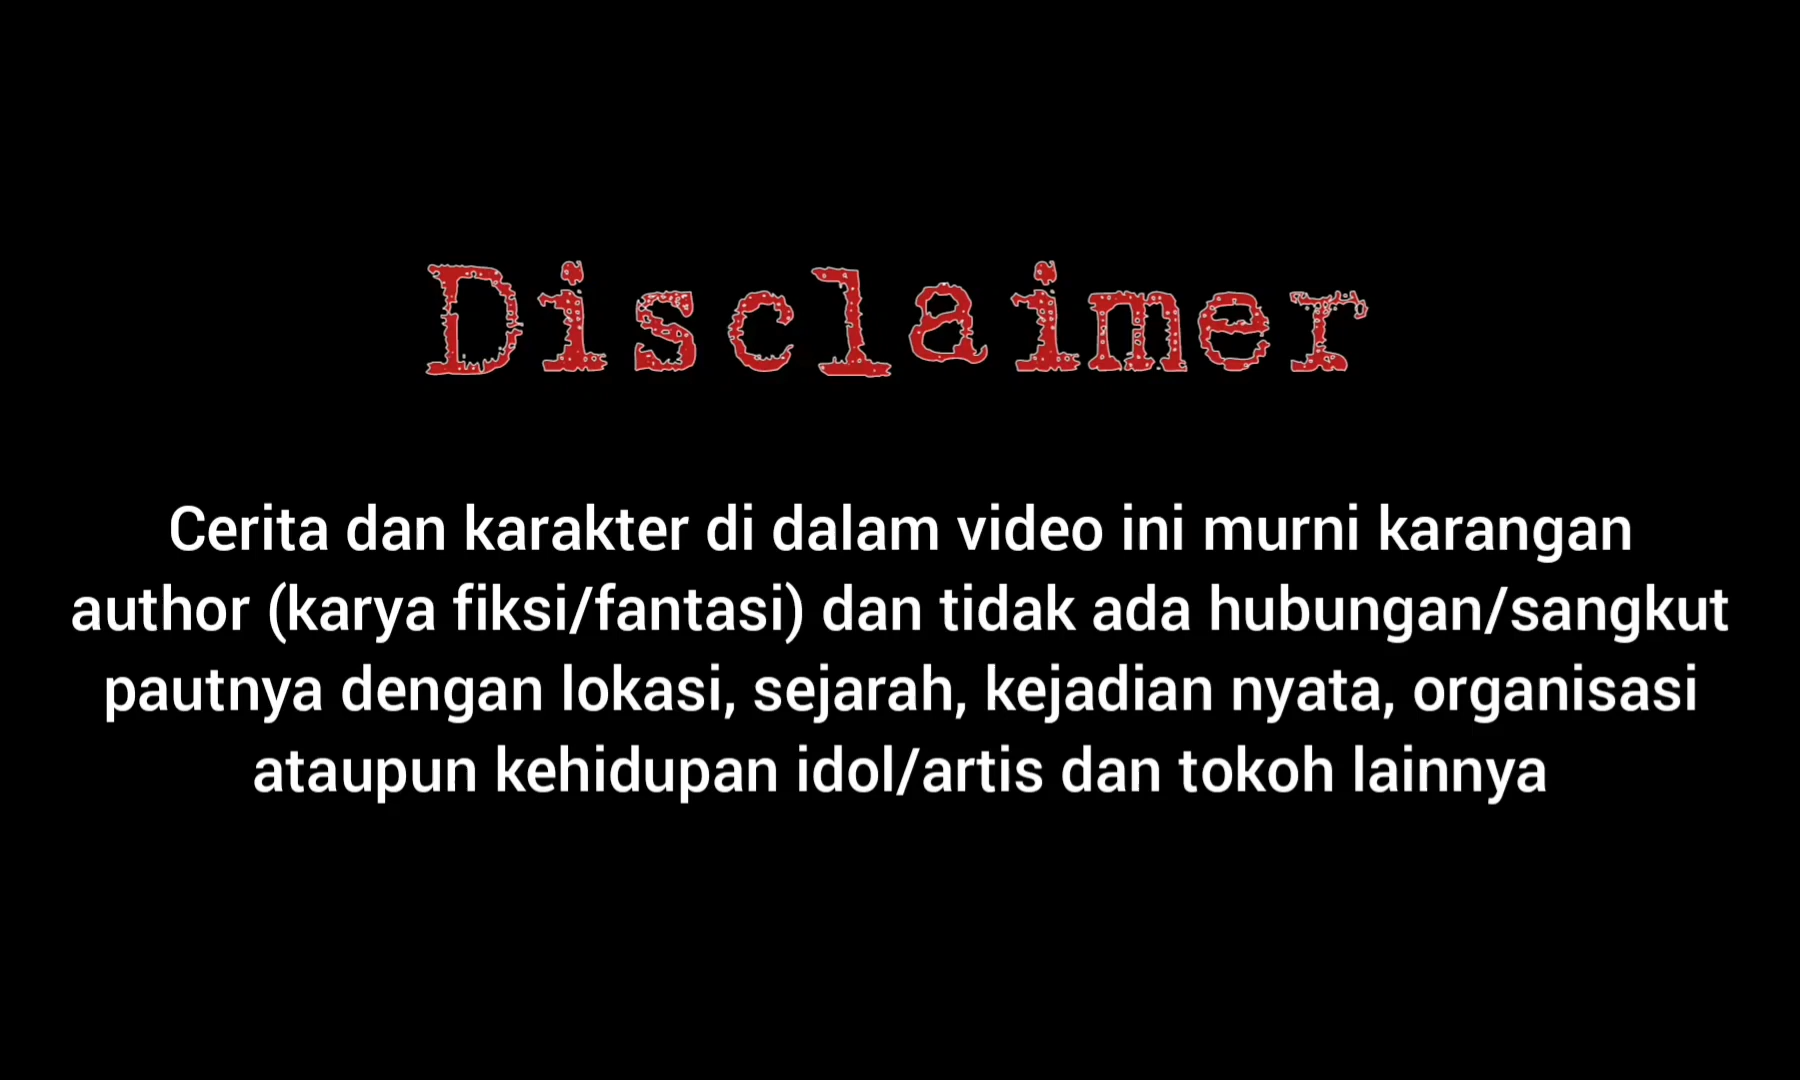 Disclaimer
Cerita dan karakter di dalam video ini murni karangan
author (karya fiksi/fantasi) dan tidak ada hubungan/sangkut
pautnya dengan lokasi, sejarah, kejadian nyata, organisasi
ataupun kehidupan idol/artis dan tokoh lainnya